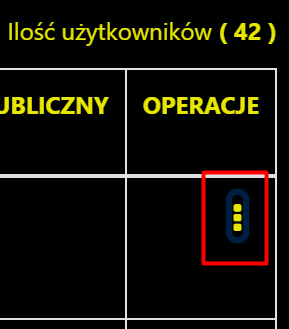 Ilość użytkowników ( 42 )
UBLICZNY OPERACJE